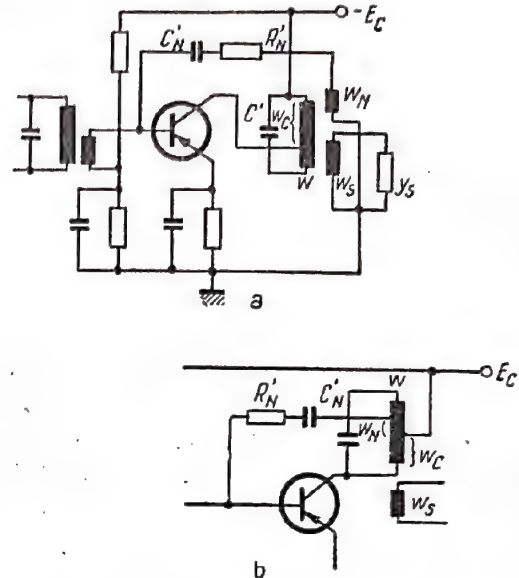 a
-E_C
C'_N R'_N
W_N
C' W_C
W W_S y_S
a
E_C
R'_N C'_N W
W_N W_C
W_S
b